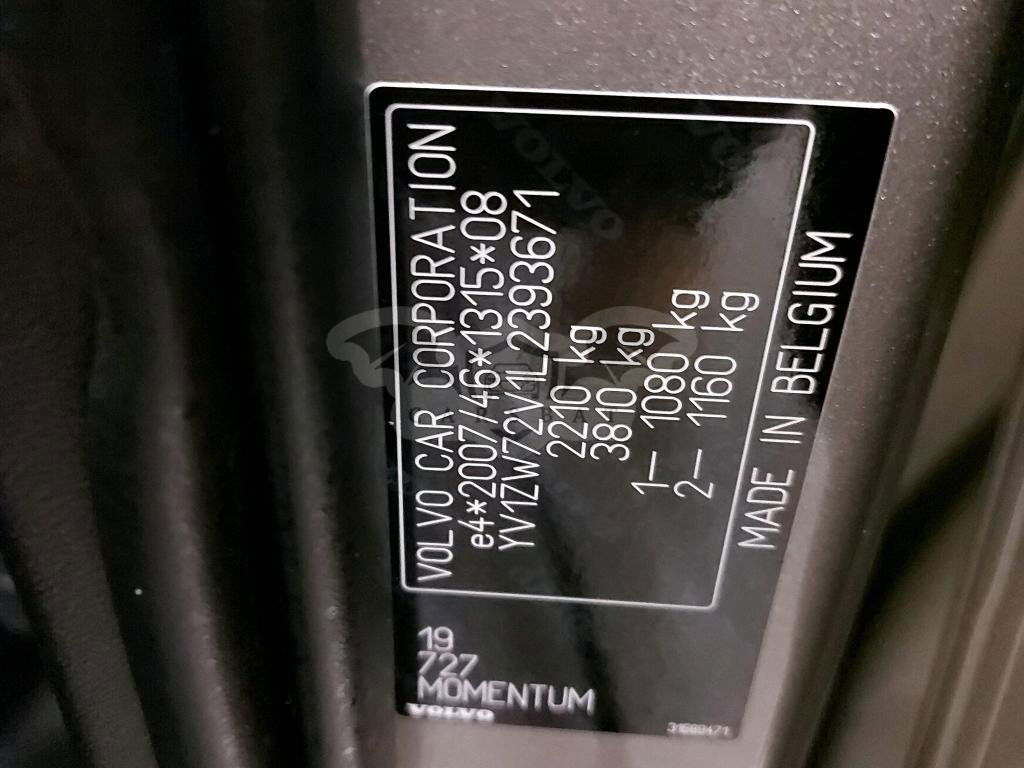 VOLVO CAR CORPORATION
e4*2007/46*1315*08
YV1ZW72V1L2393671
2210 kg
3810 kg
1– 1080 kg
2– 1160 kg
MADE IN BELGIUM
19
727
MOMENTUM
VOLVO